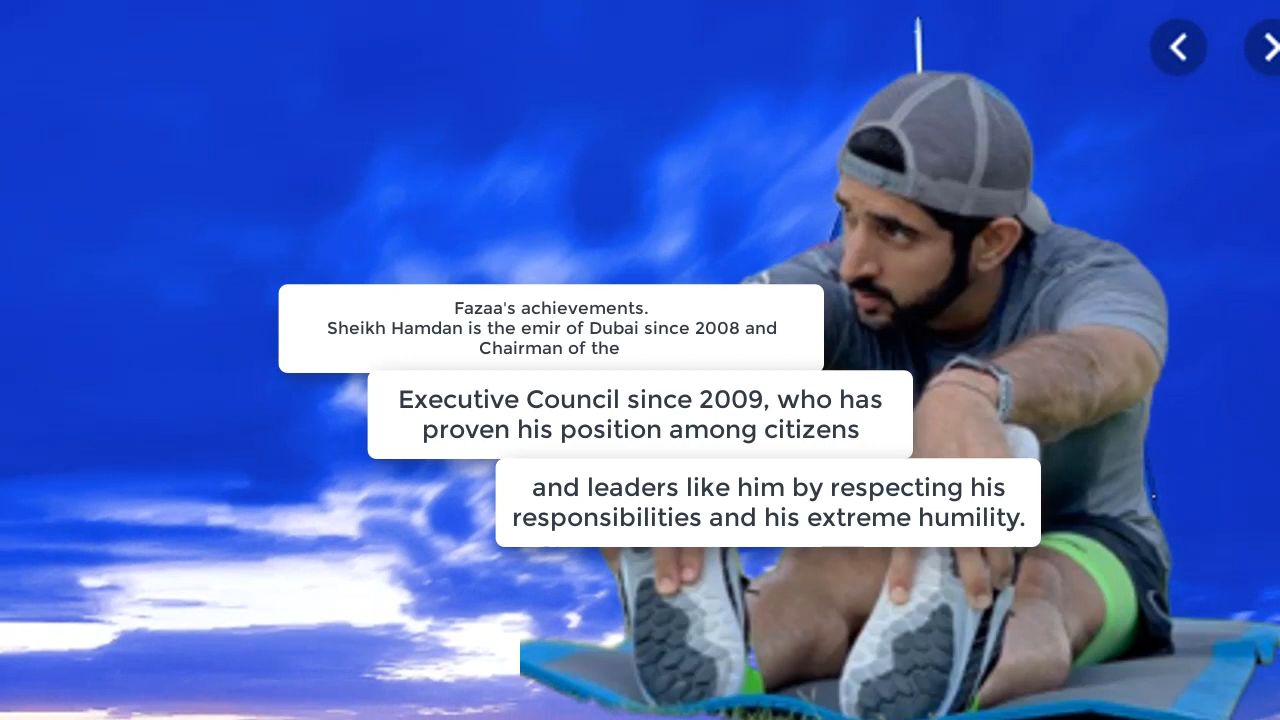 Fazaa's achievements.
Sheikh Hamdan is the emir of Dubai since 2008 and
Chairman of the
Executive Council since 2009, who has
proven his position among citizens
and leaders like him by respecting his
responsibilities and his extreme humility.